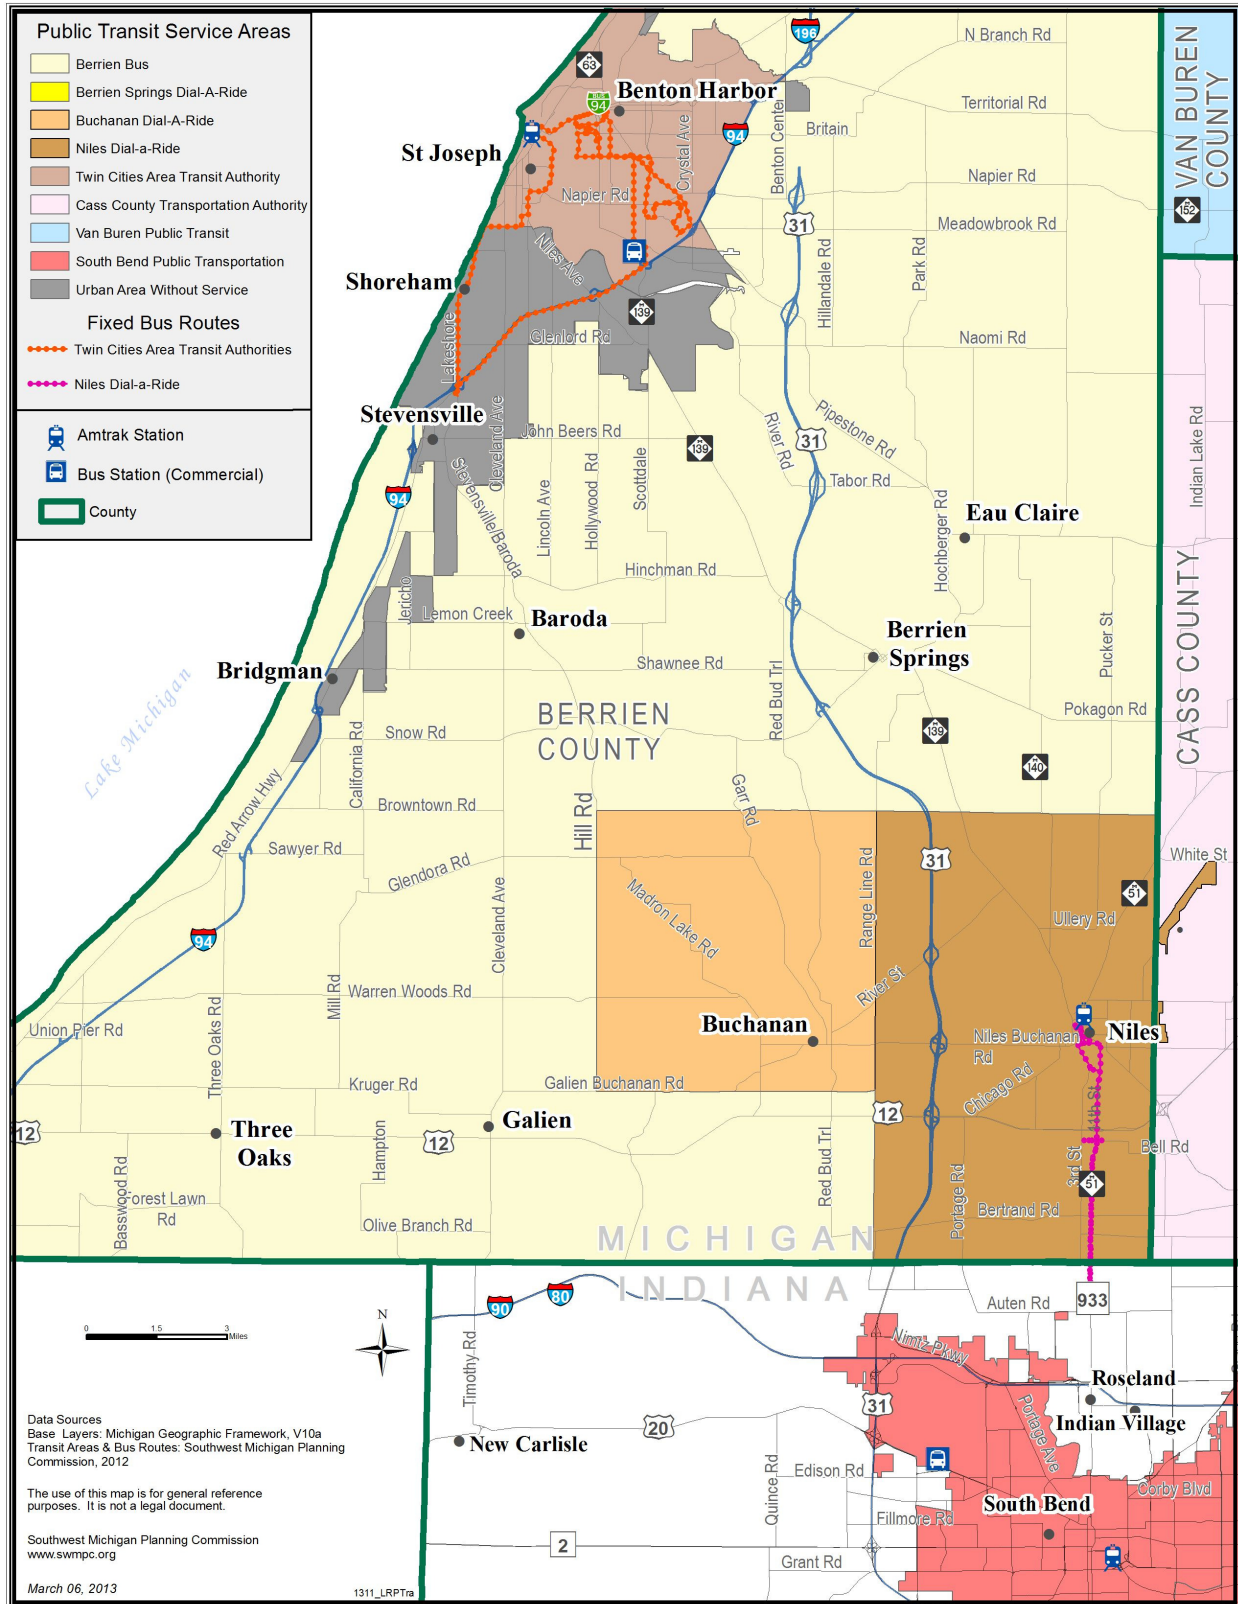 Public Transit Service Areas
Berrien Bus
Berrien Springs Dial-A-Ride
Buchanan Dial-A-Ride
Niles Dial-a-Ride
Twin Cities Area Transit Authority
Cass County Transportation Authority
Van Buren Public Transit
South Bend Public Transportation
Urban Area Without Service
Fixed Bus Routes
Twin Cities Area Transit Authorities
Niles Dial-a-Ride
Amtrak Station
Bus Station (Commercial)
County
196
N Branch Rd
M
63
BUS
94
Benton Harbor
Territorial Rd
VAN BUREN
COUNTY
94
Britain
Crystal Ave
Benton Center
St Joseph
Napier Rd
Napier Rd
M
152
31
Meadowbrook Rd
Niles Ave
Hillandale Rd
Park Rd
Shoreham
M
139
Lakeshore
Glenlord Rd
Naomi Rd
Stevensville
Cleveland Ave
John Beers Rd
M
139
River Rd
Pipestone Rd
31
Indian Lake Rd
Tabor Rd
94
Stevensville/Baroda
Lincoln Ave
Hollywood Rd
Scottdale
Hochberger Rd
Eau Claire
Hinchman Rd
Jericho
Lemon Creek
Baroda
Berrien
Springs
CASS COUNTY
Pucker St
Bridgman
Shawnee Rd
Red Bud Trl
Lake Michigan
BERRIEN
COUNTY
Pokagon Rd
Snow Rd
M
139
M
140
California Rd
Red Arrow Hwy
Browntown Rd
Hill Rd
Garr Rd
Sawyer Rd
Glendora Rd
Range Line Rd
31
White St
Madron Lake Rd
M
51
Ullery Rd
94
Cleveland Ave
River St
Mill Rd
Warren Woods Rd
Union Pier Rd
Three Oaks Rd
Buchanan
Niles Buchanan
Rd
Niles
Kruger Rd
Galien Buchanan Rd
Chicago Rd
12
12
12
Galien
Three
Oaks
11th St
Bell Rd
Hampton
Basswood Rd
Red Bud Trl
3rd St
M
51
Forest Lawn
Rd
Portage Rd
Bertrand Rd
Olive Branch Rd
MICHIGAN
INDIANA
90
80
Auten Rd
933
N
0 1.5 3
Miles
Timothy Rd
Nimtz Pkwy
Roseland
31
Portage Ave
Indian Village
20
New Carlisle
Data Sources
Base Layers: Michigan Geographic Framework, V10a
Transit Areas & Bus Routes: Southwest Michigan Planning
Commission, 2012
Quince Rd
Edison Rd
Corby Blvd
The use of this map is for general reference
purposes. It is not a legal document.
South Bend
Fillmore Rd
Southwest Michigan Planning Commission
www.swmpc.org
2
Grant Rd
March 06, 2013
1311_LRPTra